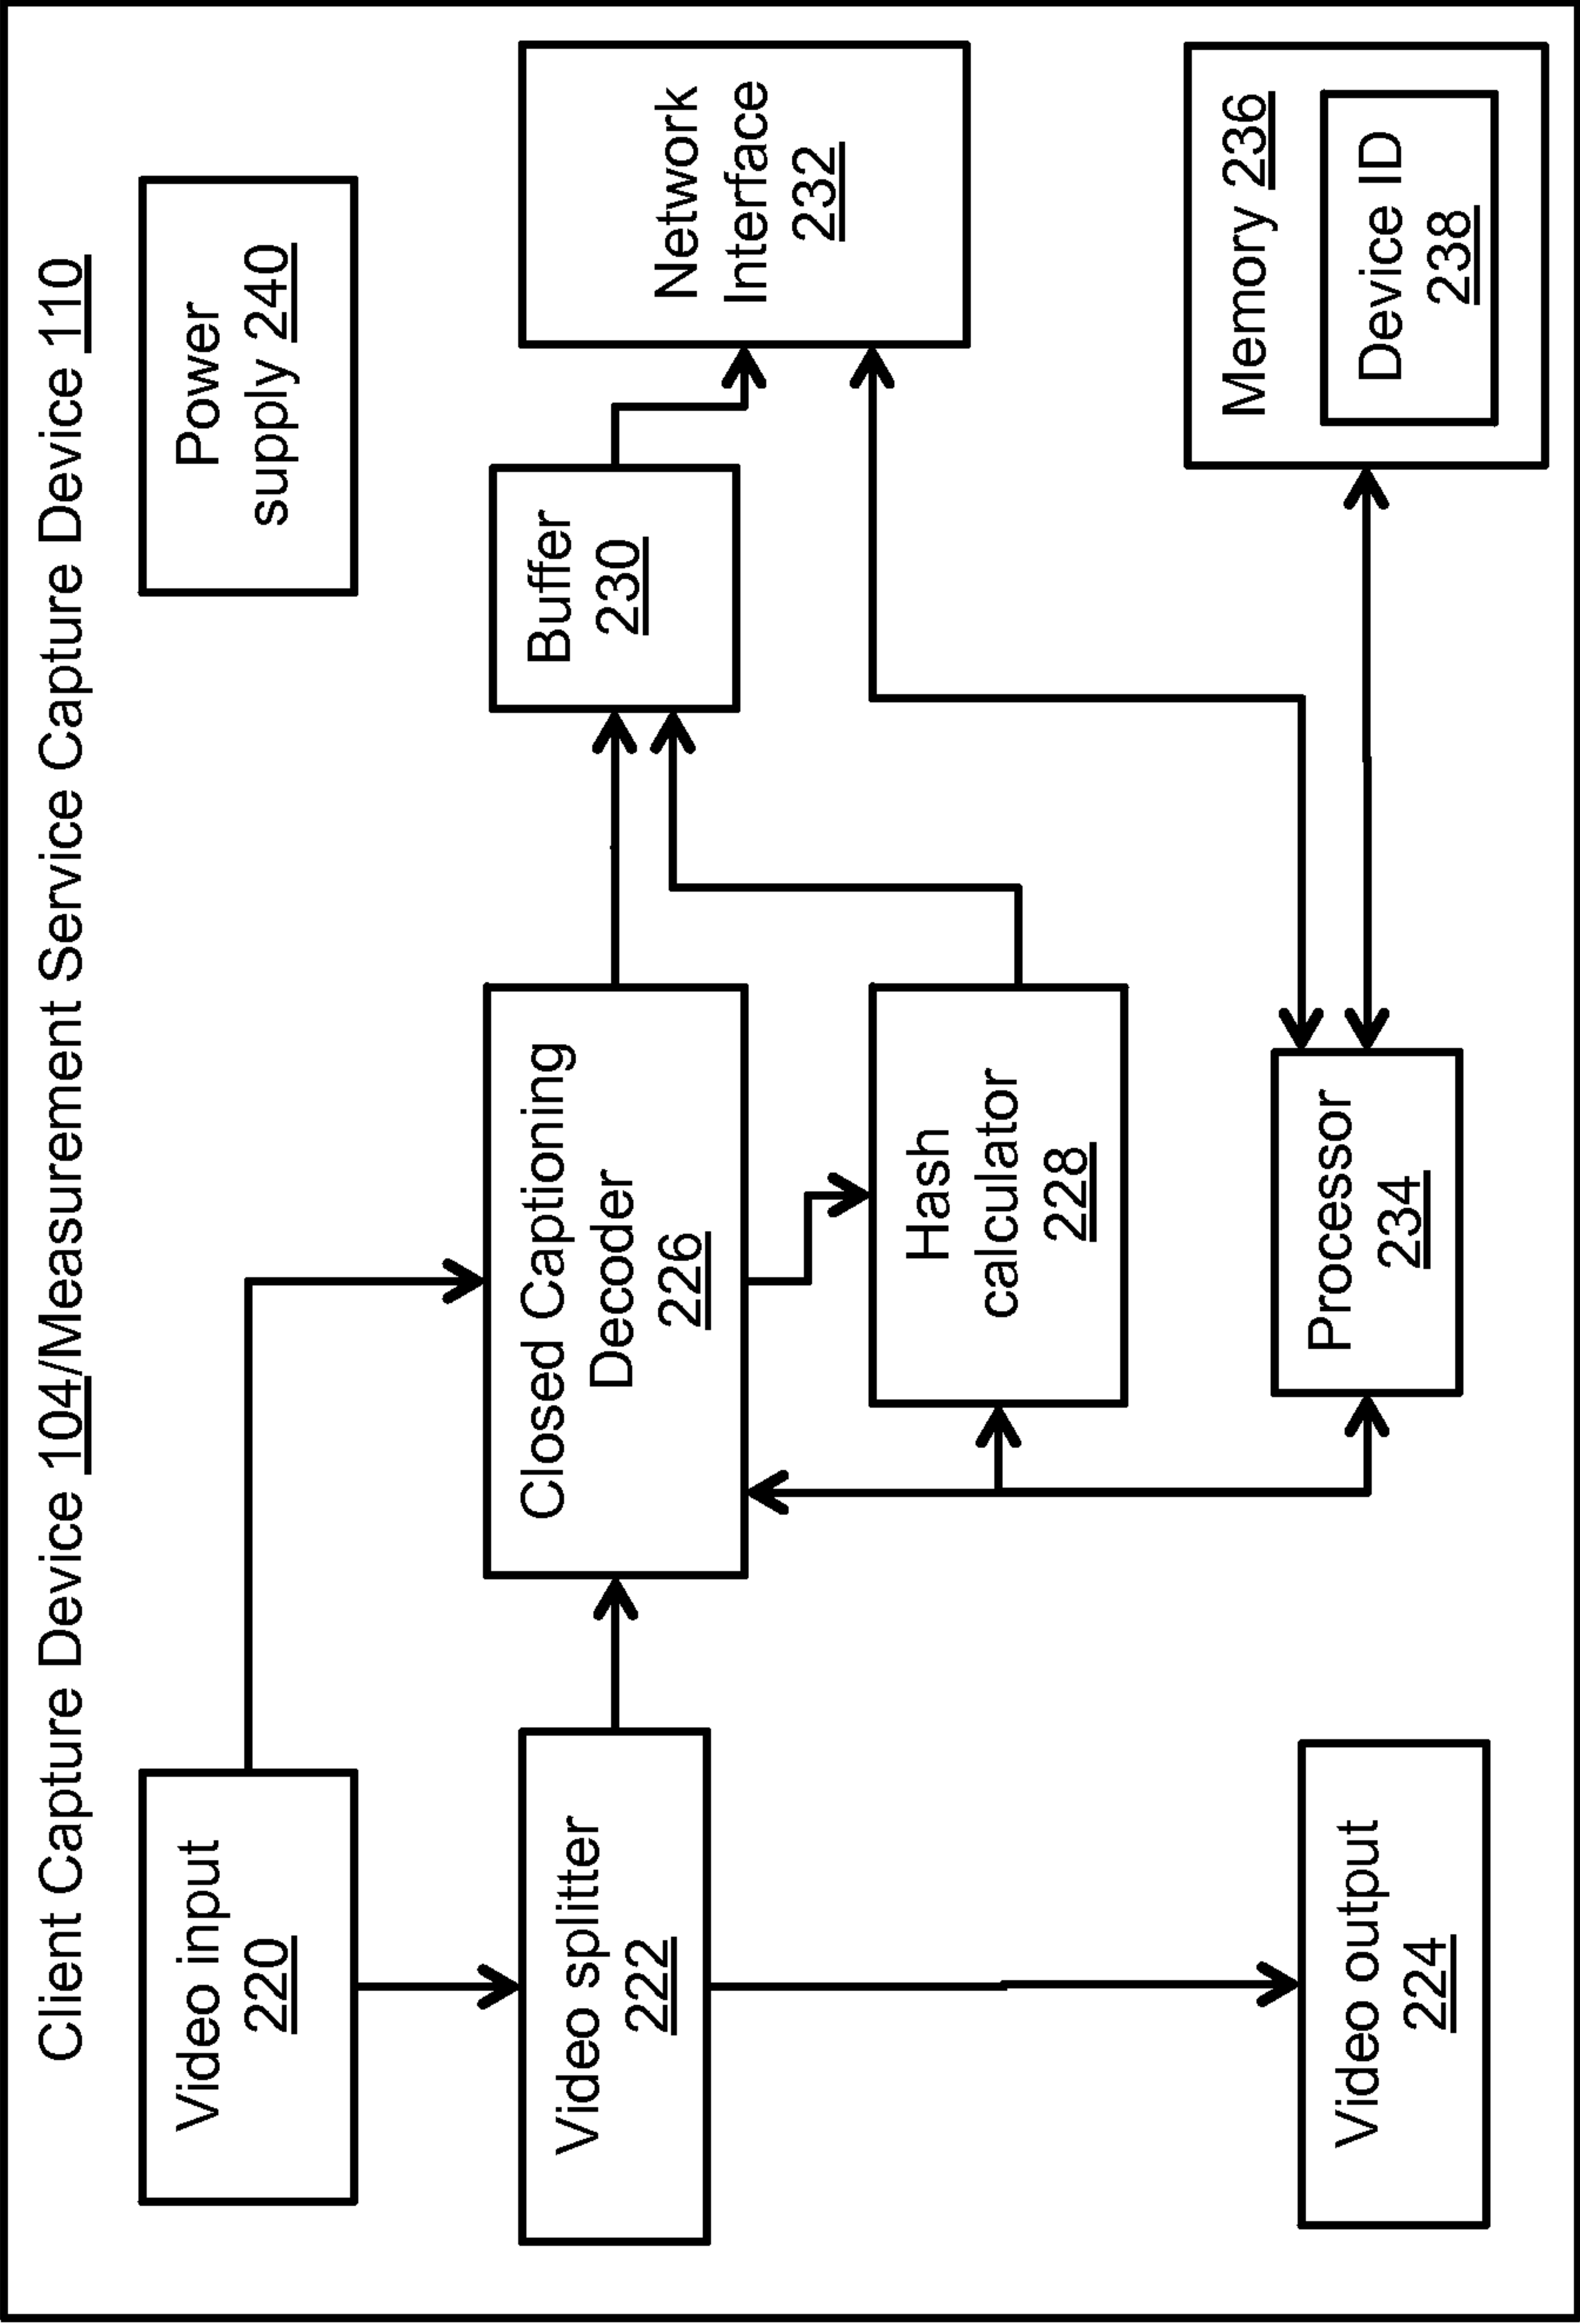 Client Capture Device 104/Measurement Service Capture Device 110
Video input
220
Power
supply 240
Video splitter
222
Closed Captioning
Decoder
226
Buffer
230
Network
Interface
232
Hash
calculator
228
Video output
224
Processor
234
Memory 236
Device ID
238